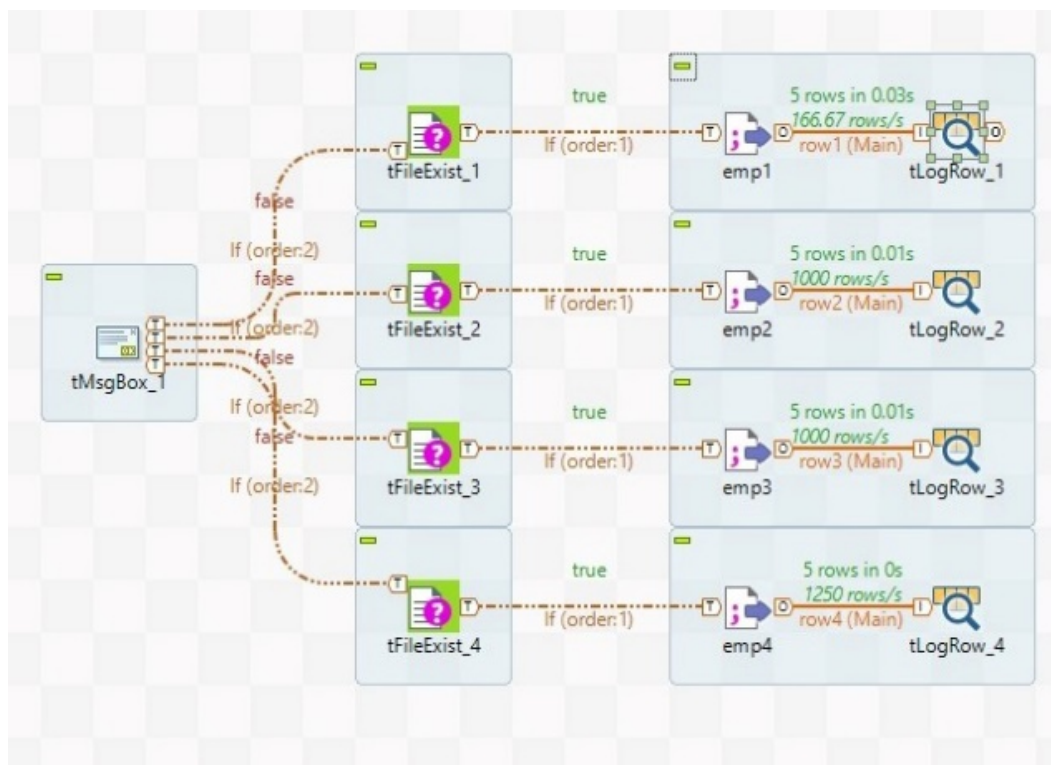 true
5 rows in 0.03s
166.67 rows/s
If (order:1)
row1 (Main)
tFileExist_1
emp1
tLogRow_1
false
If (order:2)
true
5 rows in 0.01s
false
1000 rows/s
If (order:1)
row2 (Main)
If (order:2)
tFileExist_2
emp2
tLogRow_2
false
tMsgBox_1
If (order:2)
true
5 rows in 0.01s
false
1000 rows/s
If (order:1)
row3 (Main)
If (order:2)
tFileExist_3
emp3
tLogRow_3
true
5 rows in 0s
1250 rows/s
If (order:1)
row4 (Main)
tFileExist_4
emp4
tLogRow_4